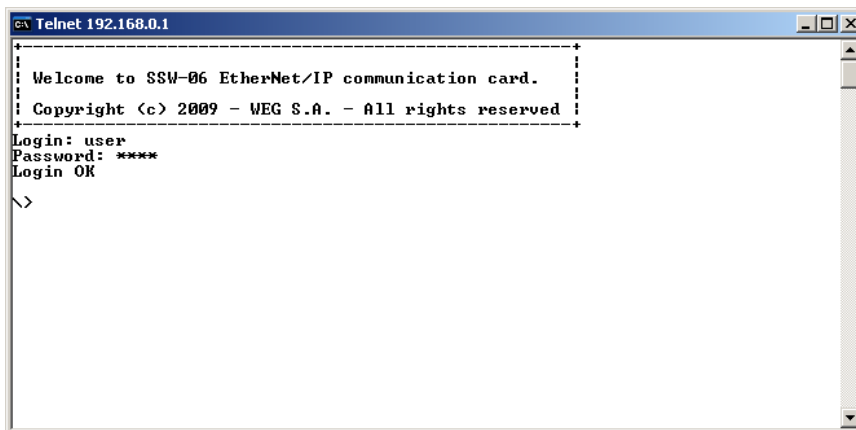 Telnet 192.168.0.1
Welcome to SSW-06 EtherNet/IP communication card.
Copyright (c) 2009 - WEG S.A. - All rights reserved
Login: user
Password: ****
Login OK
\>